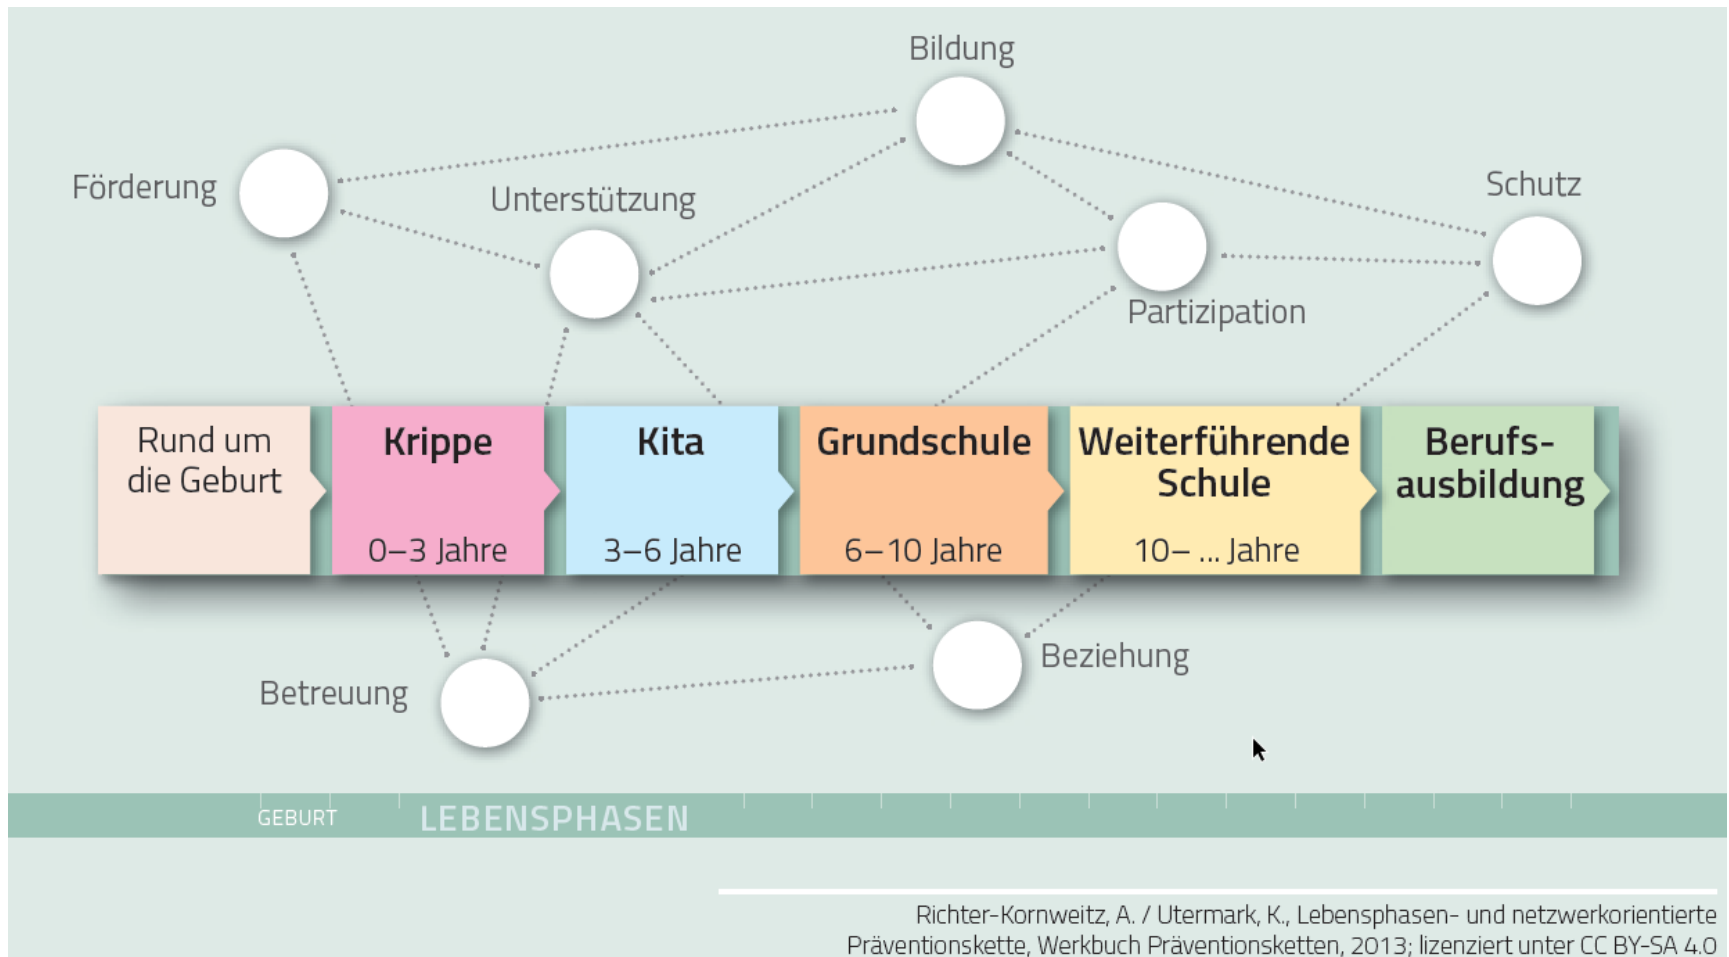 Bildung
Förderung
Unterstützung
Schutz
Partizipation
Rund um
die Geburt
Krippe
0–3 Jahre
Kita
3–6 Jahre
Grundschule
6–10 Jahre
Weiterführende
Schule
10– ... Jahre
Berufs-
ausbildung
Betreuung
Beziehung
GEBURT
LEBENSPHASEN
Richter-Kornweitz, A. / Utermark, K., Lebensphasen- und netzwerkorientierte
Präventionskette, Werkbuch Präventionsketten, 2013; lizenziert unter CC BY-SA 4.0